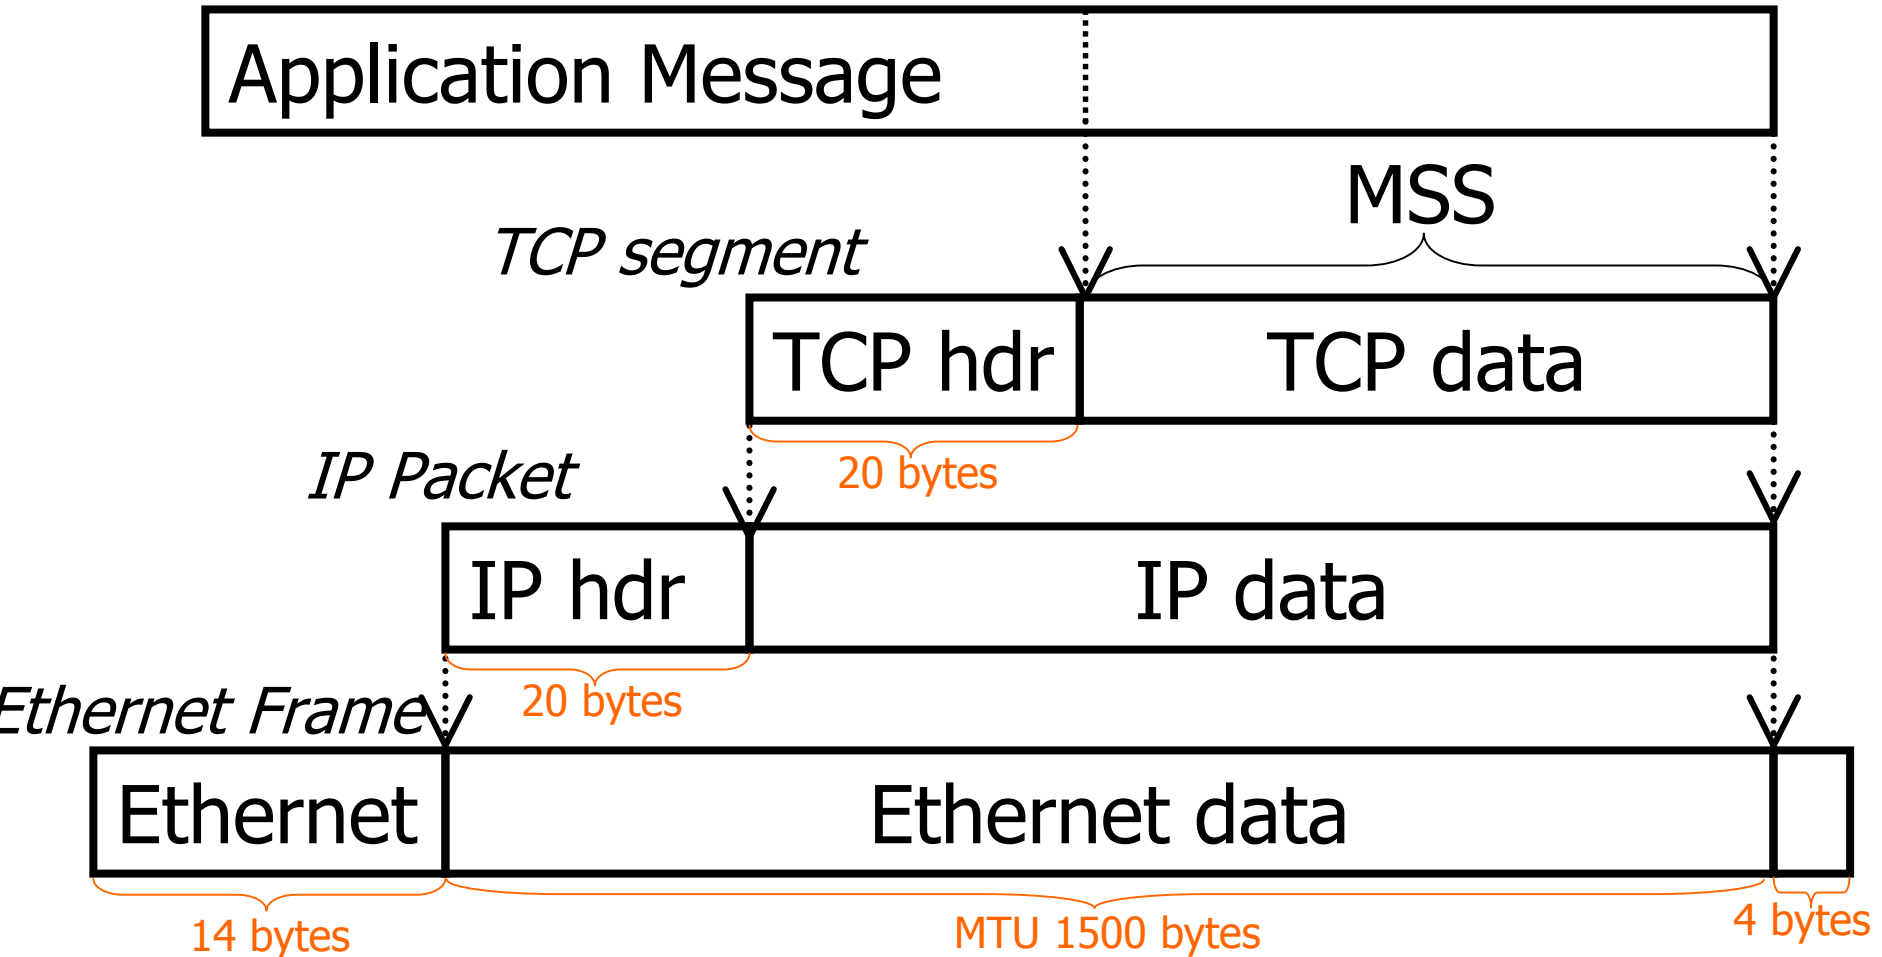 Application Message
MSS
TCP segment
TCP hdr
TCP data
20 bytes
IP Packet
IP hdr
IP data
20 bytes
Ethernet Frame
Ethernet
Ethernet data
14 bytes
MTU 1500 bytes
4 bytes